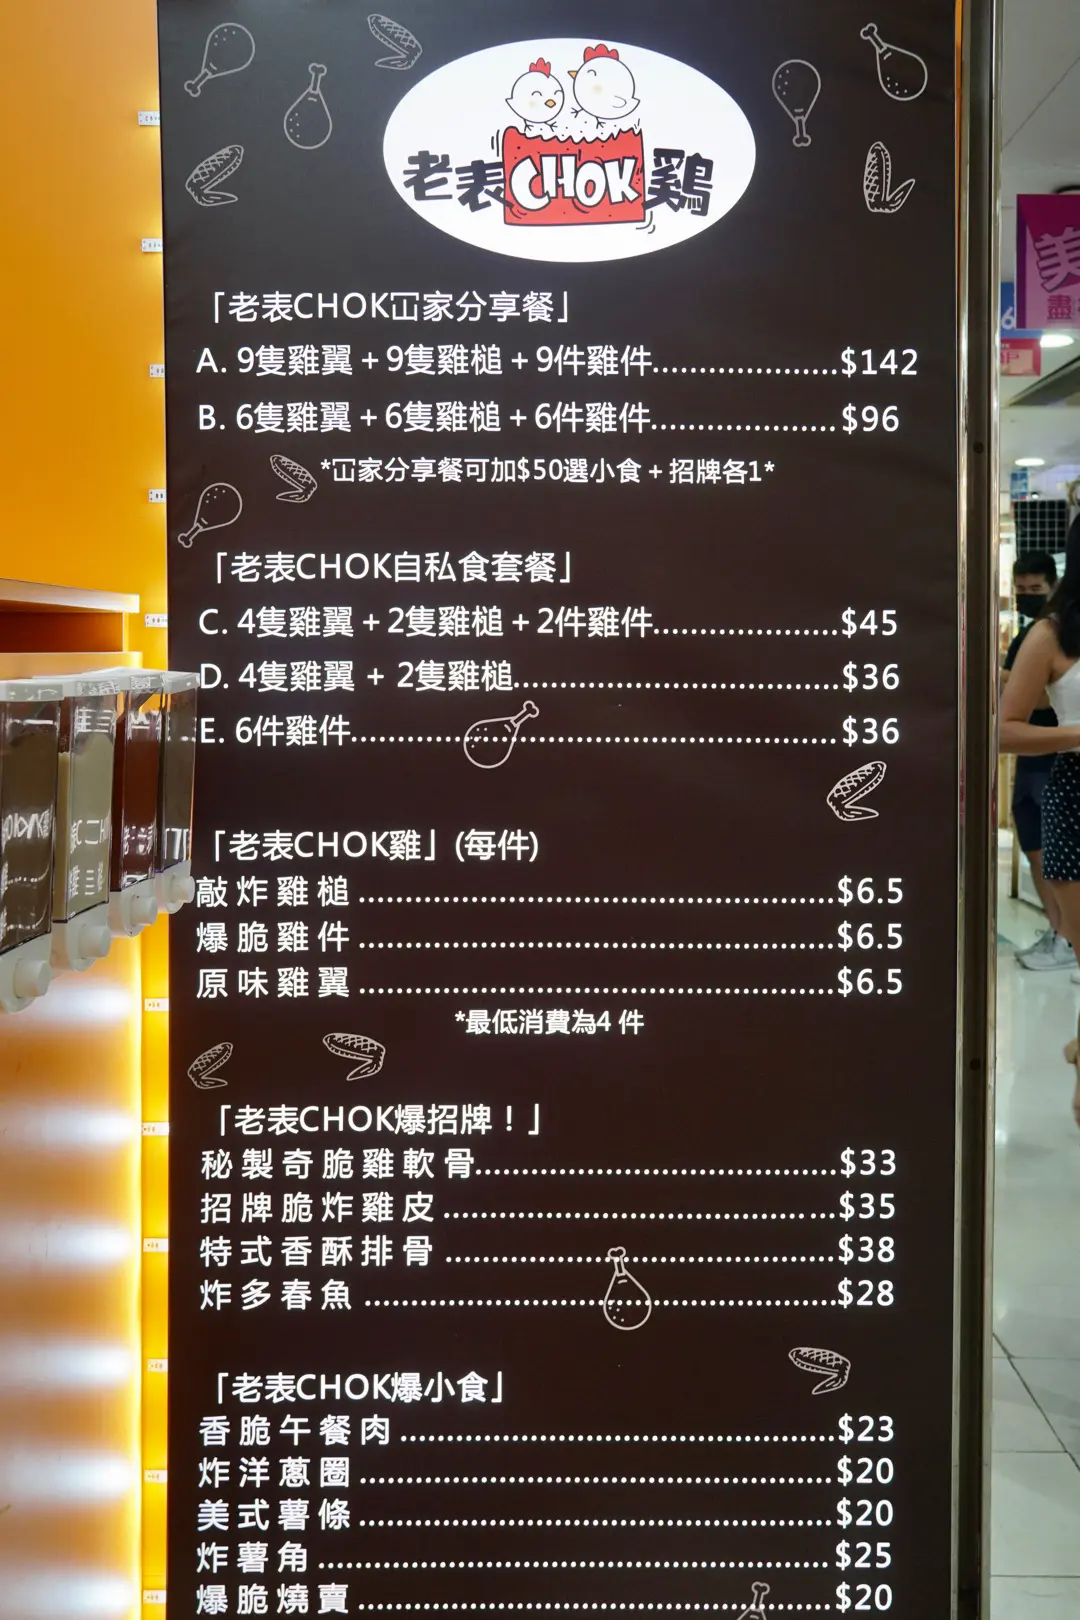 老表CHOK鷄
「老表CHOK冚家分享餐」
A. 9隻雞翼 + 9隻雞槌 + 9件雞件....................$142
B. 6隻雞翼 + 6隻雞槌 + 6件雞件....................$96
*冚家分享餐可加$50選小食 + 招牌各1*
「老表CHOK自私食套餐」
C. 4隻雞翼 + 2隻雞槌 + 2件雞件....................$45
D. 4隻雞翼 + 2隻雞槌....................$36
E. 6件雞件....................$36
「老表CHOK雞」(每件)
敲炸雞槌....................$6.5
爆脆雞件....................$6.5
原味雞翼....................$6.5
*最低消費為4 件
「老表CHOK爆招牌！」
秘製奇脆雞軟骨....................$33
招牌脆炸雞皮....................$35
特式香酥排骨....................$38
炸多春魚....................$28
「老表CHOK爆小食」
香脆午餐肉....................$23
炸洋蔥圈....................$20
美式薯條....................$20
炸薯角....................$25
爆脆燒賣....................$20
美
盡